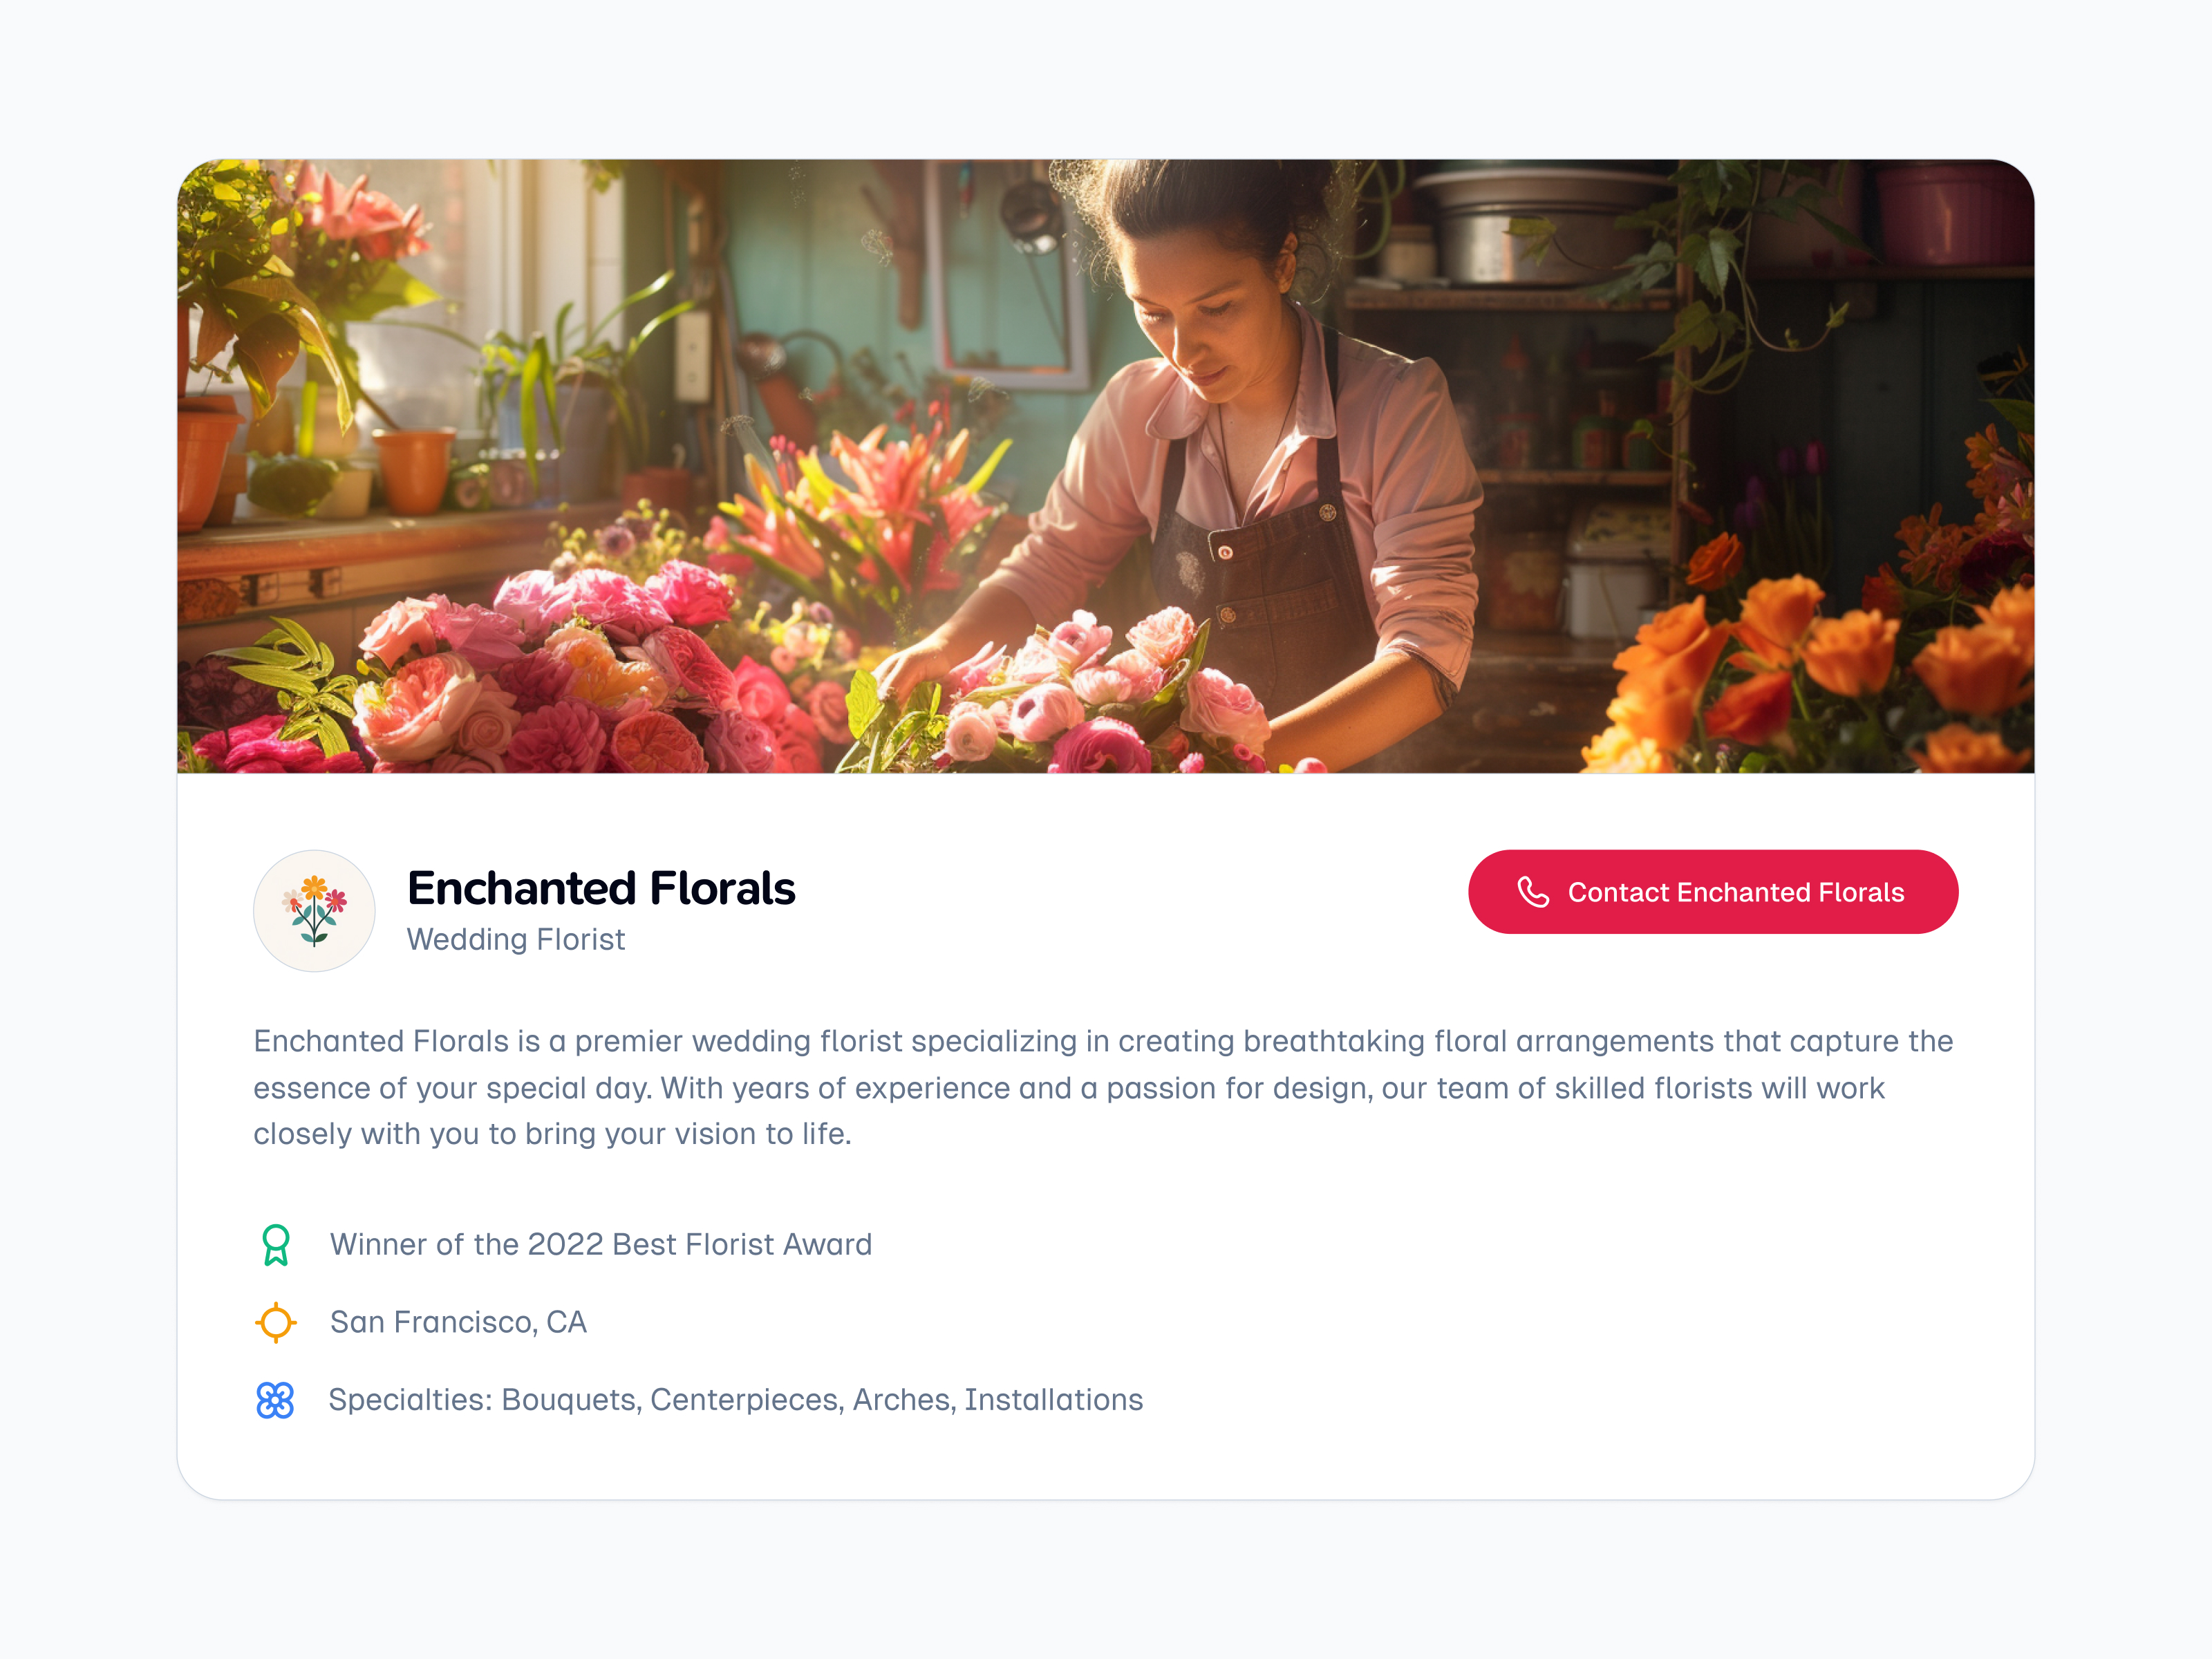 Enchanted Florals
Wedding Florist
Contact Enchanted Florals
Enchanted Florals is a premier wedding florist specializing in creating breathtaking floral arrangements that capture the
essence of your special day. With years of experience and a passion for design, our team of skilled florists will work
closely with you to bring your vision to life.
Winner of the 2022 Best Florist Award
San Francisco, CA
Specialties: Bouquets, Centerpieces, Arches, Installations